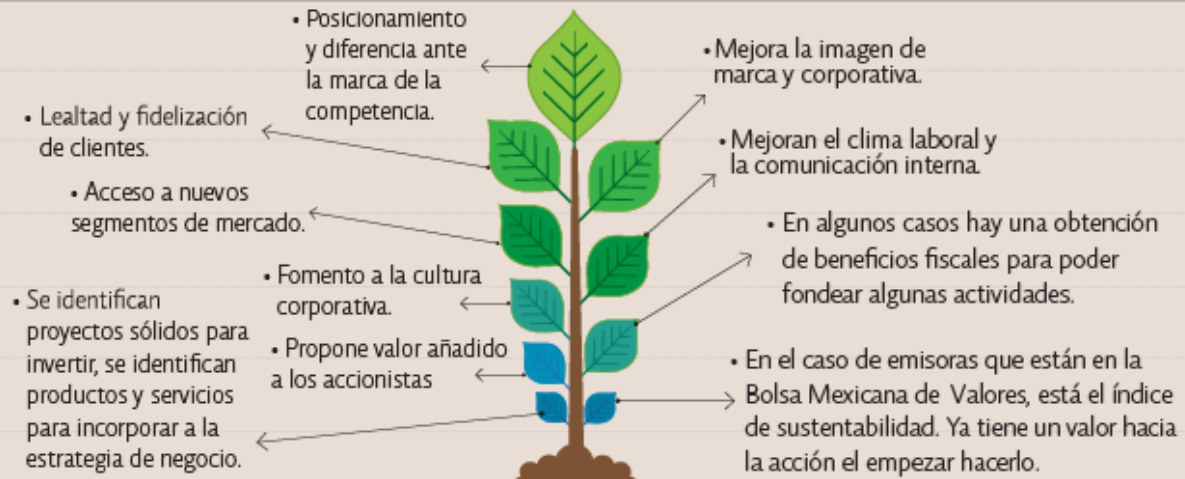 • Posicionamiento
y diferencia ante
la marca de la
competencia.
• Lealtad y fidelización
de clientes.
• Acceso a nuevos
segmentos de mercado.
• Fomento a la cultura
corporativa.
• Se identifican
proyectos sólidos para
invertir, se identifican
productos y servicios
para incorporar a la
estrategia de negocio.
• Propone valor añadido
a los accionistas
• Mejora la imagen de
marca y corporativa.
• Mejoran el clima laboral y
la comunicación interna.
• En algunos casos hay una obtención
de beneficios fiscales para poder
fondear algunas actividades.
• En el caso de emisoras que están en la
Bolsa Mexicana de Valores, está el índice
de sustentabilidad. Ya tiene un valor hacia
la acción el empezar hacerlo.